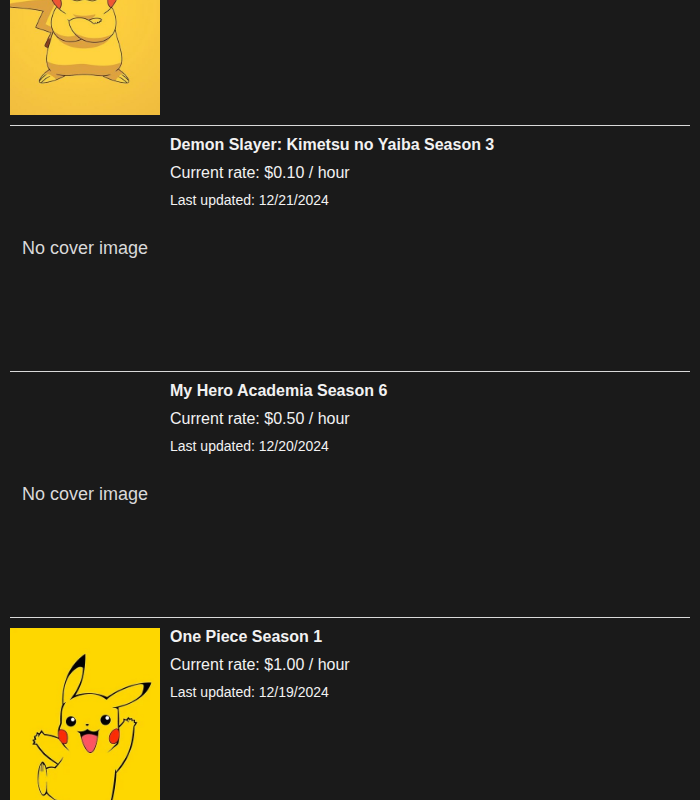 Demon Slayer: Kimetsu no Yaiba Season 3
Current rate: $0.10 / hour
Last updated: 12/21/2024
No cover image
My Hero Academia Season 6
Current rate: $0.50 / hour
Last updated: 12/20/2024
No cover image
One Piece Season 1
Current rate: $1.00 / hour
Last updated: 12/19/2024